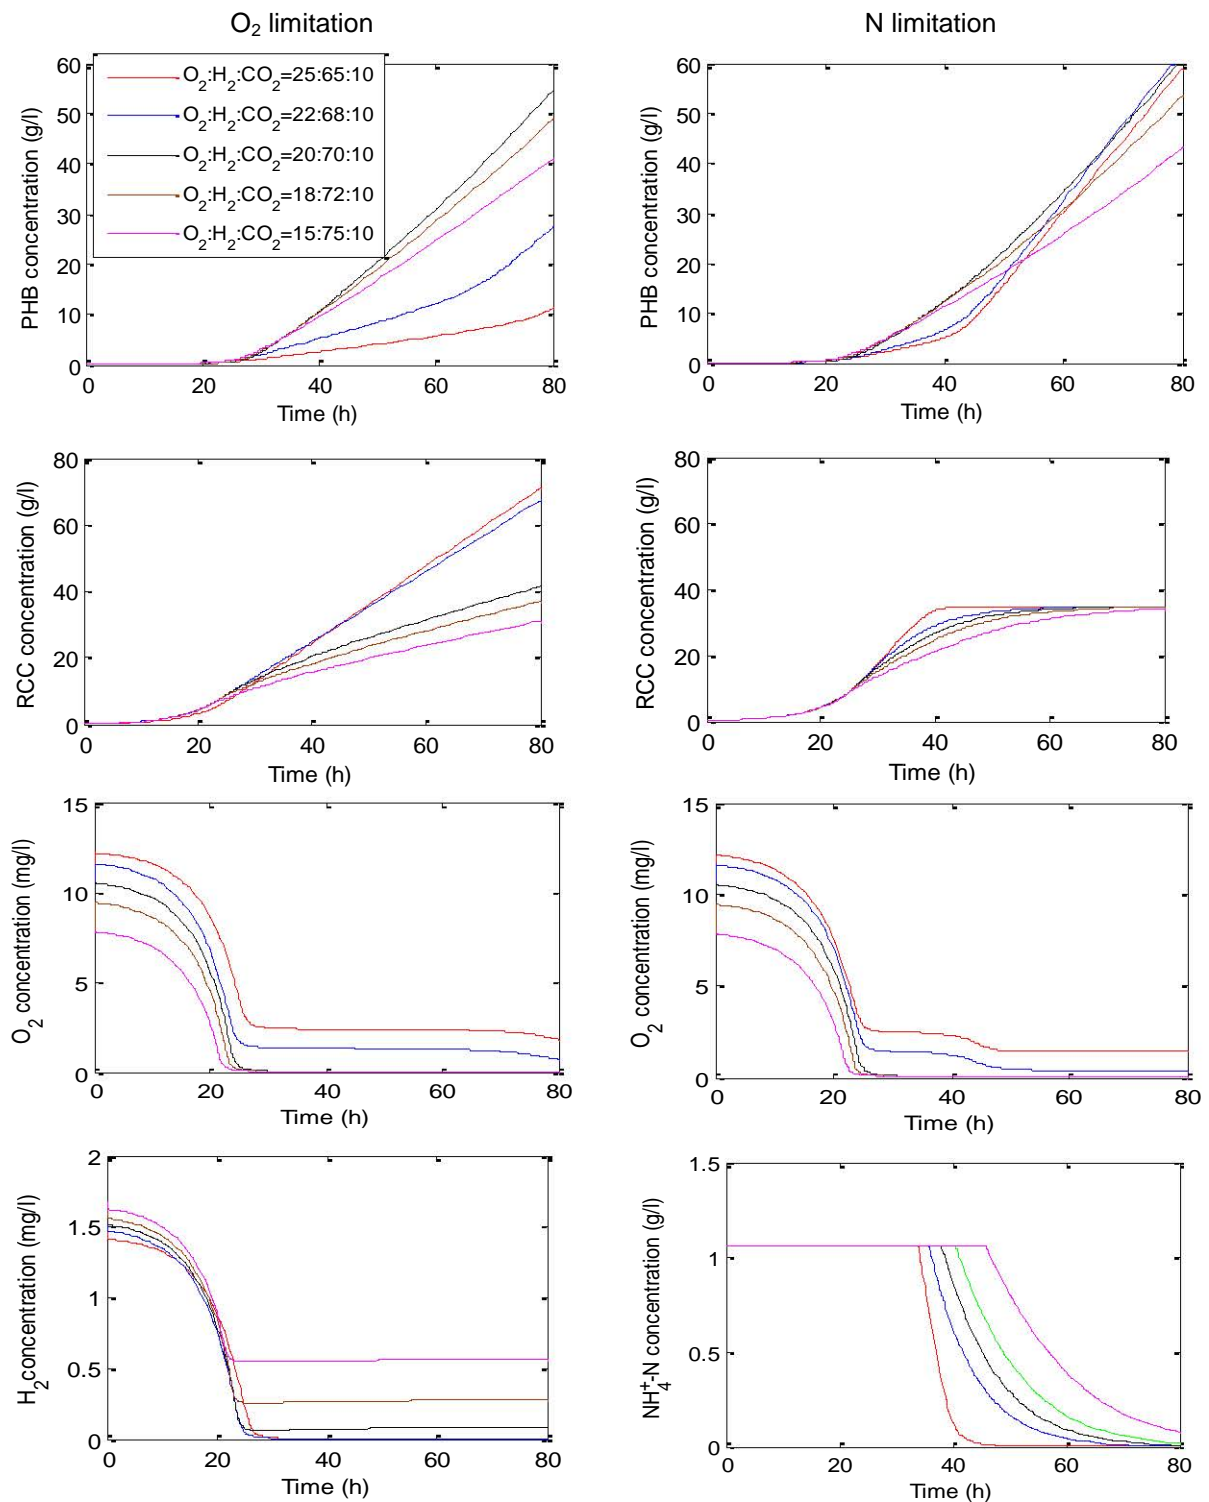 O2 limitation
N limitation
PHB concentration (g/l)
60
50
40
30
20
10
0
O2:H2:CO2=25:65:10
O2:H2:CO2=22:68:10
O2:H2:CO2=20:70:10
O2:H2:CO2=18:72:10
O2:H2:CO2=15:75:10
0 20 40 60 80
Time (h)
PHB concentration (g/l)
60
50
40
30
20
10
0
0 20 40 60 80
Time (h)
RCC concentration (g/l)
80
60
40
20
0
0 20 40 60 80
Time (h)
RCC concentration (g/l)
80
60
40
20
0
0 20 40 60 80
Time (h)
O2 concentration (mg/l)
15
10
5
0
0 20 40 60 80
Time (h)
O2 concentration (mg/l)
15
10
5
0
0 20 40 60 80
Time (h)
H2concentration (mg/l)
2
1.5
1
0.5
0
0 20 40 60 80
Time (h)
NH4+-N concentration (g/l)
1.5
1
0.5
0
0 20 40 60 80
Time (h)